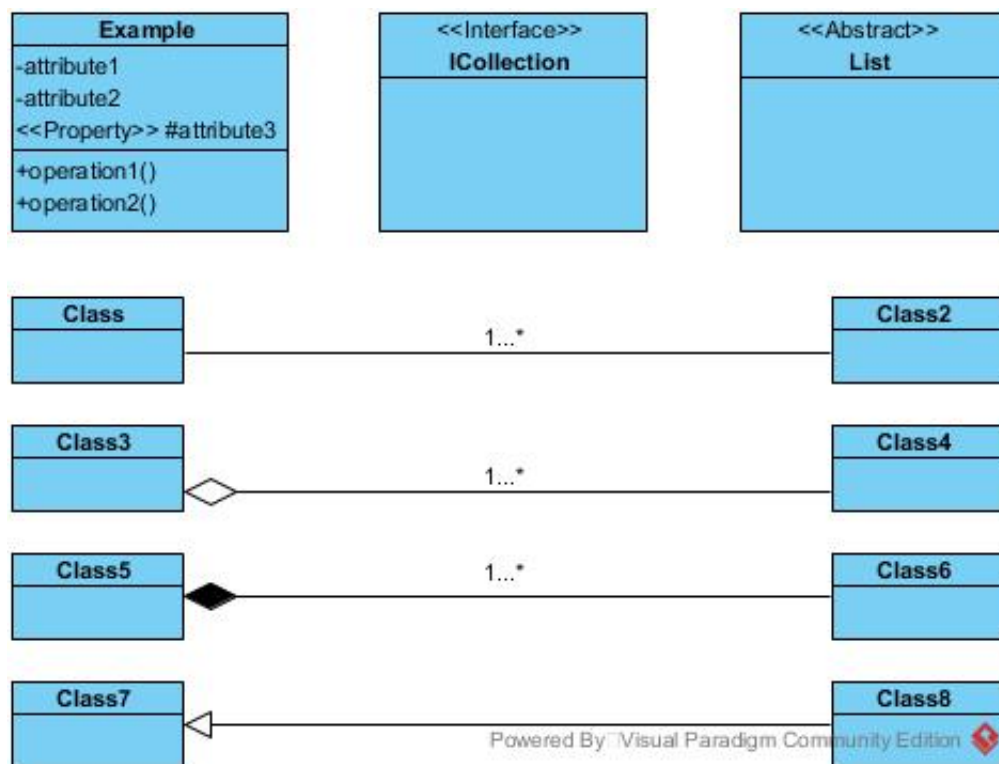 Example
-attribute1
-attribute2
<<Property>> #attribute3
+operation1()
+operation2()
<<Interface>>
ICollection
<<Abstract>>
List
Class
1...*
Class2
Class3
1...*
Class4
Class5
1...*
Class6
Class7
Class8
Powered By Visual Paradigm Community Edition